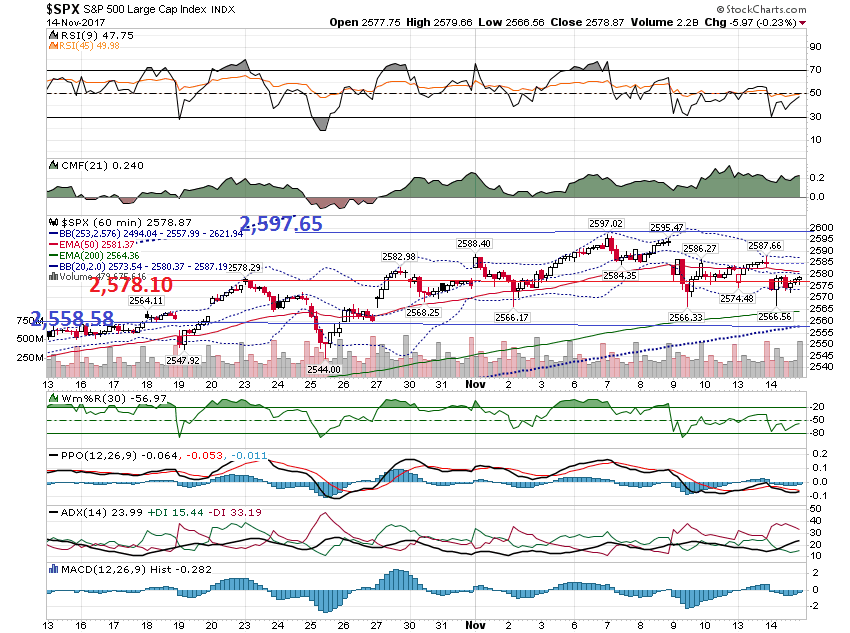 $SPX S&P 500 Large Cap Index INDX © StockCharts.com
14-Nov-2017 Open 2577.75 High 2579.66 Low 2566.56 Close 2578.87 Volume 2.2B Chg -5.97 (-0.23%)
RSI(9) 47.75
RSI(45) 49.98
90
70
50
30
10
CMF(21) 0.240
0.2
0.0
$SPX (60 min) 2578.87
BB(253,2.576) 2494.04 - 2557.99 - 2621.94
EMA(50) 2581.37
EMA(200) 2564.36
BB(20,2.0) 2573.54 - 2580.37 - 2587.19
Volume
2,597.65
2,578.10
2,558.58
2564.11
2547.92
2578.29
2544.00
2582.98
2568.25
2588.40
2566.17
2597.02
2584.35
2595.47
2566.33
2586.27
2574.48
2587.66
2566.56
2600
2595
2590
2585
2580
2575
2570
2565
2560
2555
2550
2545
2540
750M
500M
250M
13 16 17 18 19 20 23 24 25 26 27 30 31 Nov 2 3 6 7 8 9 10 13 14
Wm%R(30) -56.97
-20
-50
-80
PPO(12,26,9) -0.064, -0.053, -0.011
0.2
0.1
0.0
-0.1
ADX(14) 23.99 +DI 15.44 -DI 33.19
50
40
30
20
10
MACD(12,26,9) Hist -0.282
2
0
-2
13 16 17 18 19 20 23 24 25 26 27 30 31 Nov 2 3 6 7 8 9 10 13 14